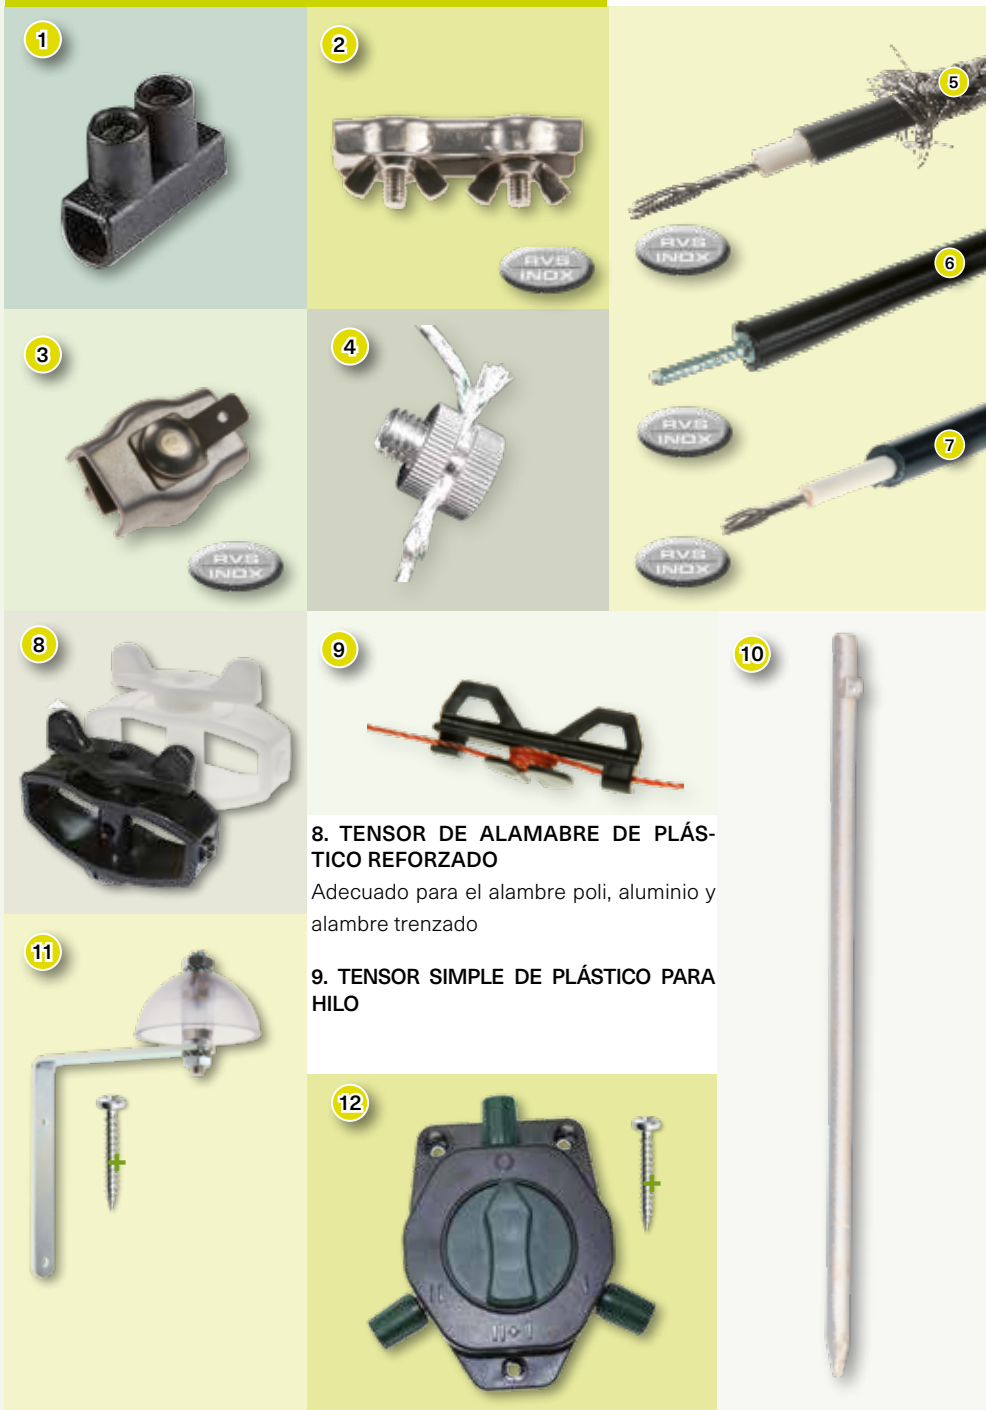 1
2
5
RVS
INOX
RVS
INOX
6
3
4
RVS
INOX
7
RVS
INOX
RVS
INOX
8
9
10
8. TENSOR DE ALAMABRE DE PLÁS-
TICO REFORZADO
Adecuado para el alambre poli, aluminio y
alambre trenzado
9. TENSOR SIMPLE DE PLÁSTICO PARA
HILO
11
12
II
I
II+I